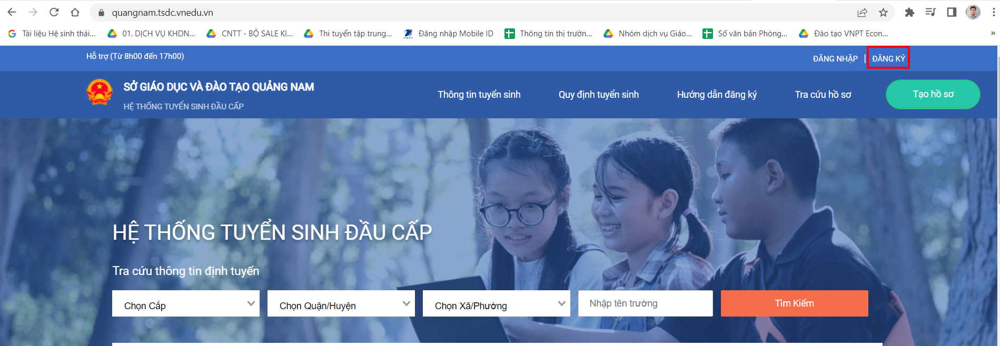 quangnam.tsdc.vnedu.vn
Tài liệu Hệ sinh thái... 01. DỊCH VỤ KHDN... CNTT - BỘ SALE KI... Thi tuyển tập trung... Đăng nhập Mobile ID Thông tin thị trườn... Nhóm dịch vụ Giáo... Số văn bản Phòng... Đào tạo VNPT Econ... »
Hỗ trợ (Từ 8h00 đến 17h00)
ĐĂNG NHẬP | ĐĂNG KÝ
SỞ GIÁO DỤC VÀ ĐÀO TẠO QUẢNG NAM
HỆ THỐNG TUYỂN SINH ĐẦU CẤP
Thông tin tuyển sinh Quy định tuyển sinh Hướng dẫn đăng ký Tra cứu hồ sơ Tạo hồ sơ
HỆ THỐNG TUYỂN SINH ĐẦU CẤP
Tra cứu thông tin định tuyến
Chọn Cấp Chọn Quận/Huyện Chọn Xã/Phường Nhập tên trường Tìm Kiếm